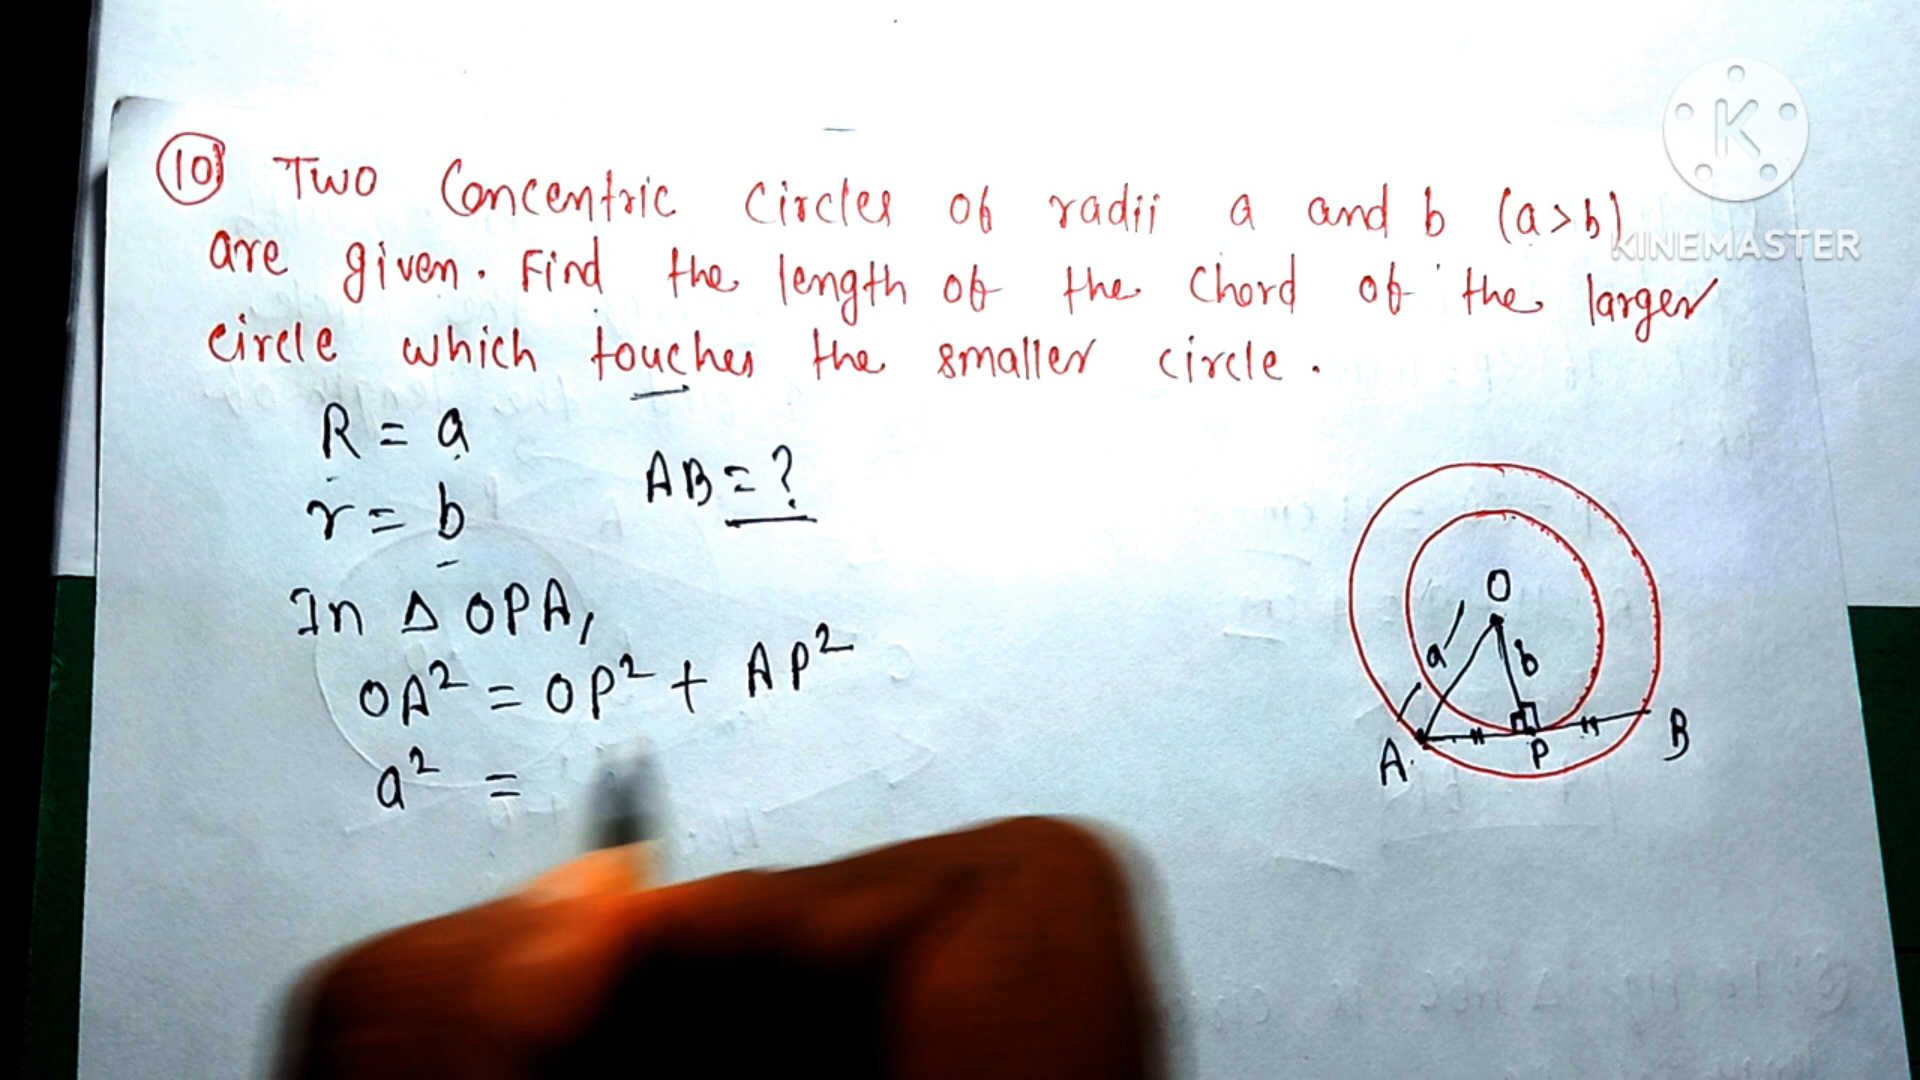 10) Two Concentric circles of radii a and b (a>b)
are given. Find the length of the chord of the larger
circle which touches the smaller circle.
R = a
r = b
AB = ?
In Δ OPA,
OA² = OP² + AP²
a² =
O
a
b
A
P
B
K
KINEMASTER